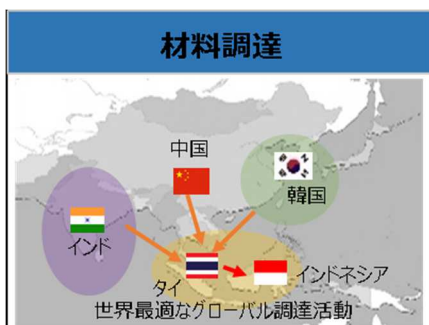 材料調達
中国
韓国
インド
インドネシア
タイ
世界最適なグローバル調達活動